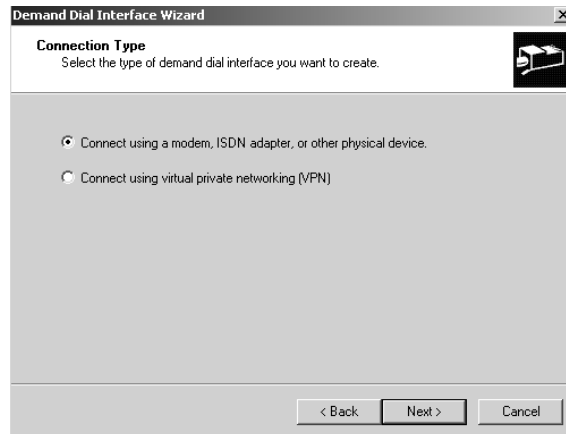 Demand Dial Interface Wizard
Connection Type
Select the type of demand dial interface you want to create.
Connect using a modem, ISDN adapter, or other physical device.
Connect using virtual private networking (VPN)
< Back
Next >
Cancel